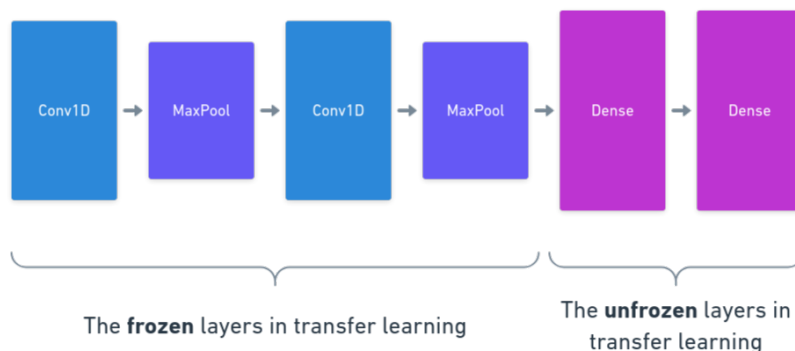 Conv1D
MaxPool
Conv1D
MaxPool
Dense
Dense
The frozen layers in transfer learning
The unfrozen layers in
transfer learning